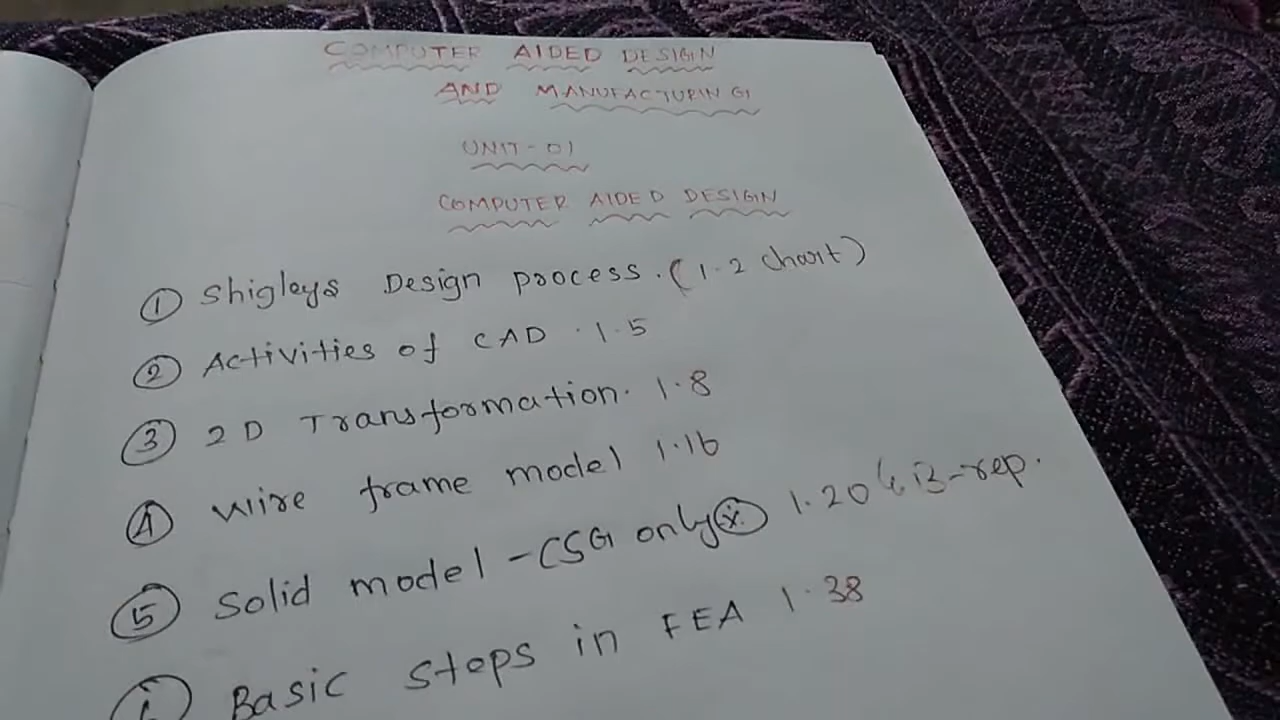 COMPUTER AIDED DESIGN
AND MANUFACTURING
UNIT-01
COMPUTER AIDED DESIGN
① Shigleys Design process. (1.2 chart)
② Activities of CAD . 1.5
③ 2D Transformation. 1.8
④ Wire frame model 1.16
⑤ Solid model - CSG only 1.20 & B-rep.
Basic steps in FEA 1.38